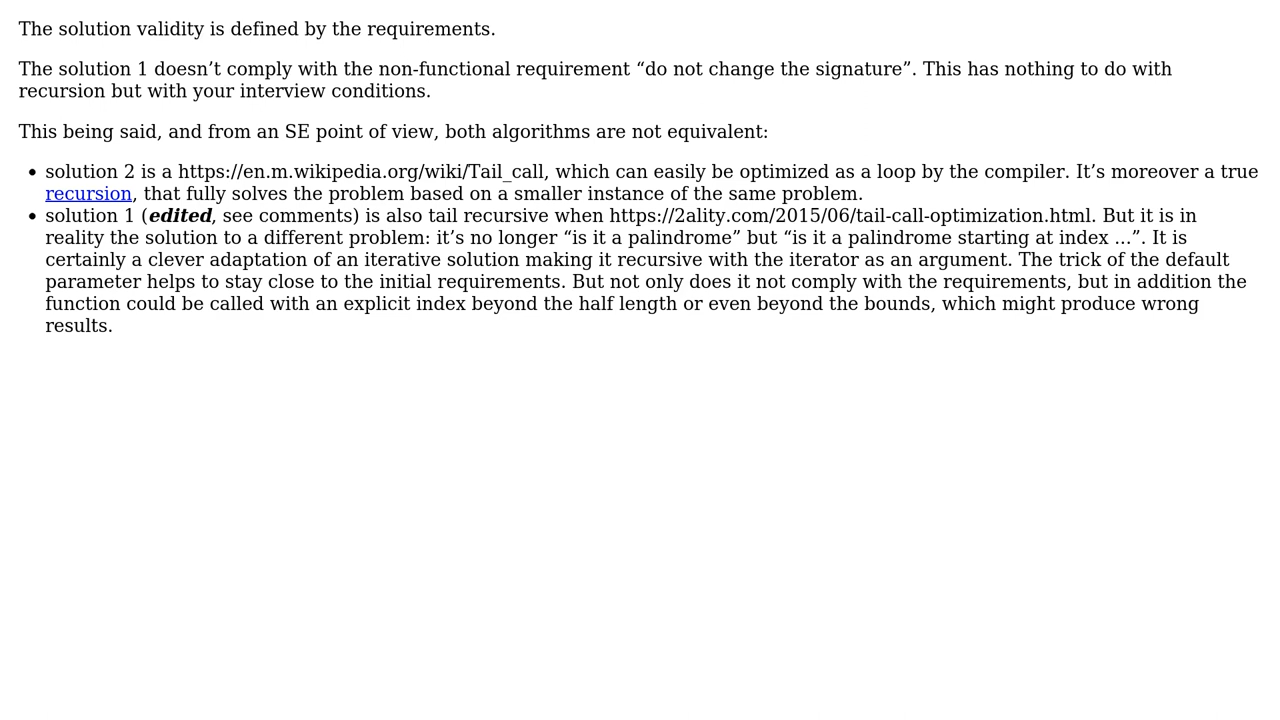 The solution validity is defined by the requirements.
The solution 1 doesn’t comply with the non-functional requirement “do not change the signature”. This has nothing to do with
recursion but with your interview conditions.
This being said, and from an SE point of view, both algorithms are not equivalent:
• solution 2 is a https://en.m.wikipedia.org/wiki/Tail_call, which can easily be optimized as a loop by the compiler. It’s moreover a true
recursion, that fully solves the problem based on a smaller instance of the same problem.
• solution 1 (edited, see comments) is also tail recursive when https://2ality.com/2015/06/tail-call-optimization.html. But it is in
reality the solution to a different problem: it’s no longer “is it a palindrome” but “is it a palindrome starting at index ...”. It is
certainly a clever adaptation of an iterative solution making it recursive with the iterator as an argument. The trick of the default
parameter helps to stay close to the initial requirements. But not only does it not comply with the requirements, but in addition the
function could be called with an explicit index beyond the half length or even beyond the bounds, which might produce wrong
results.